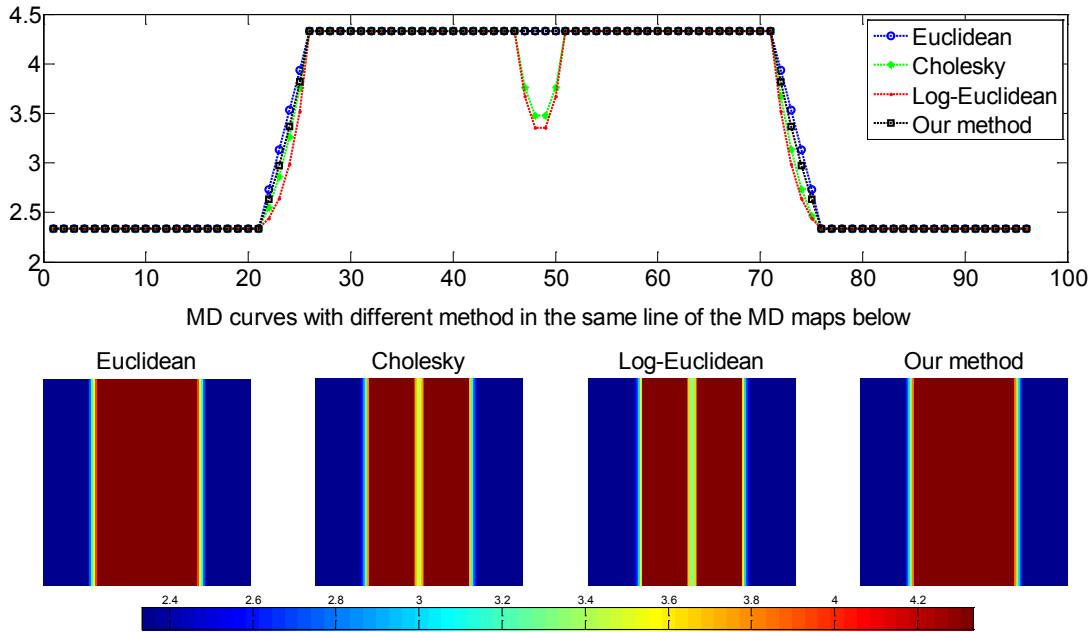 4.5
4
3.5
3
2.5
2
0 10 20 30 40 50 60 70 80 90 100
Euclidean
Cholesky
Log-Euclidean
Our method
MD curves with different method in the same line of the MD maps below
Euclidean Cholesky Log-Euclidean Our method
2.4 2.6 2.8 3 3.2 3.4 3.6 3.8 4 4.2